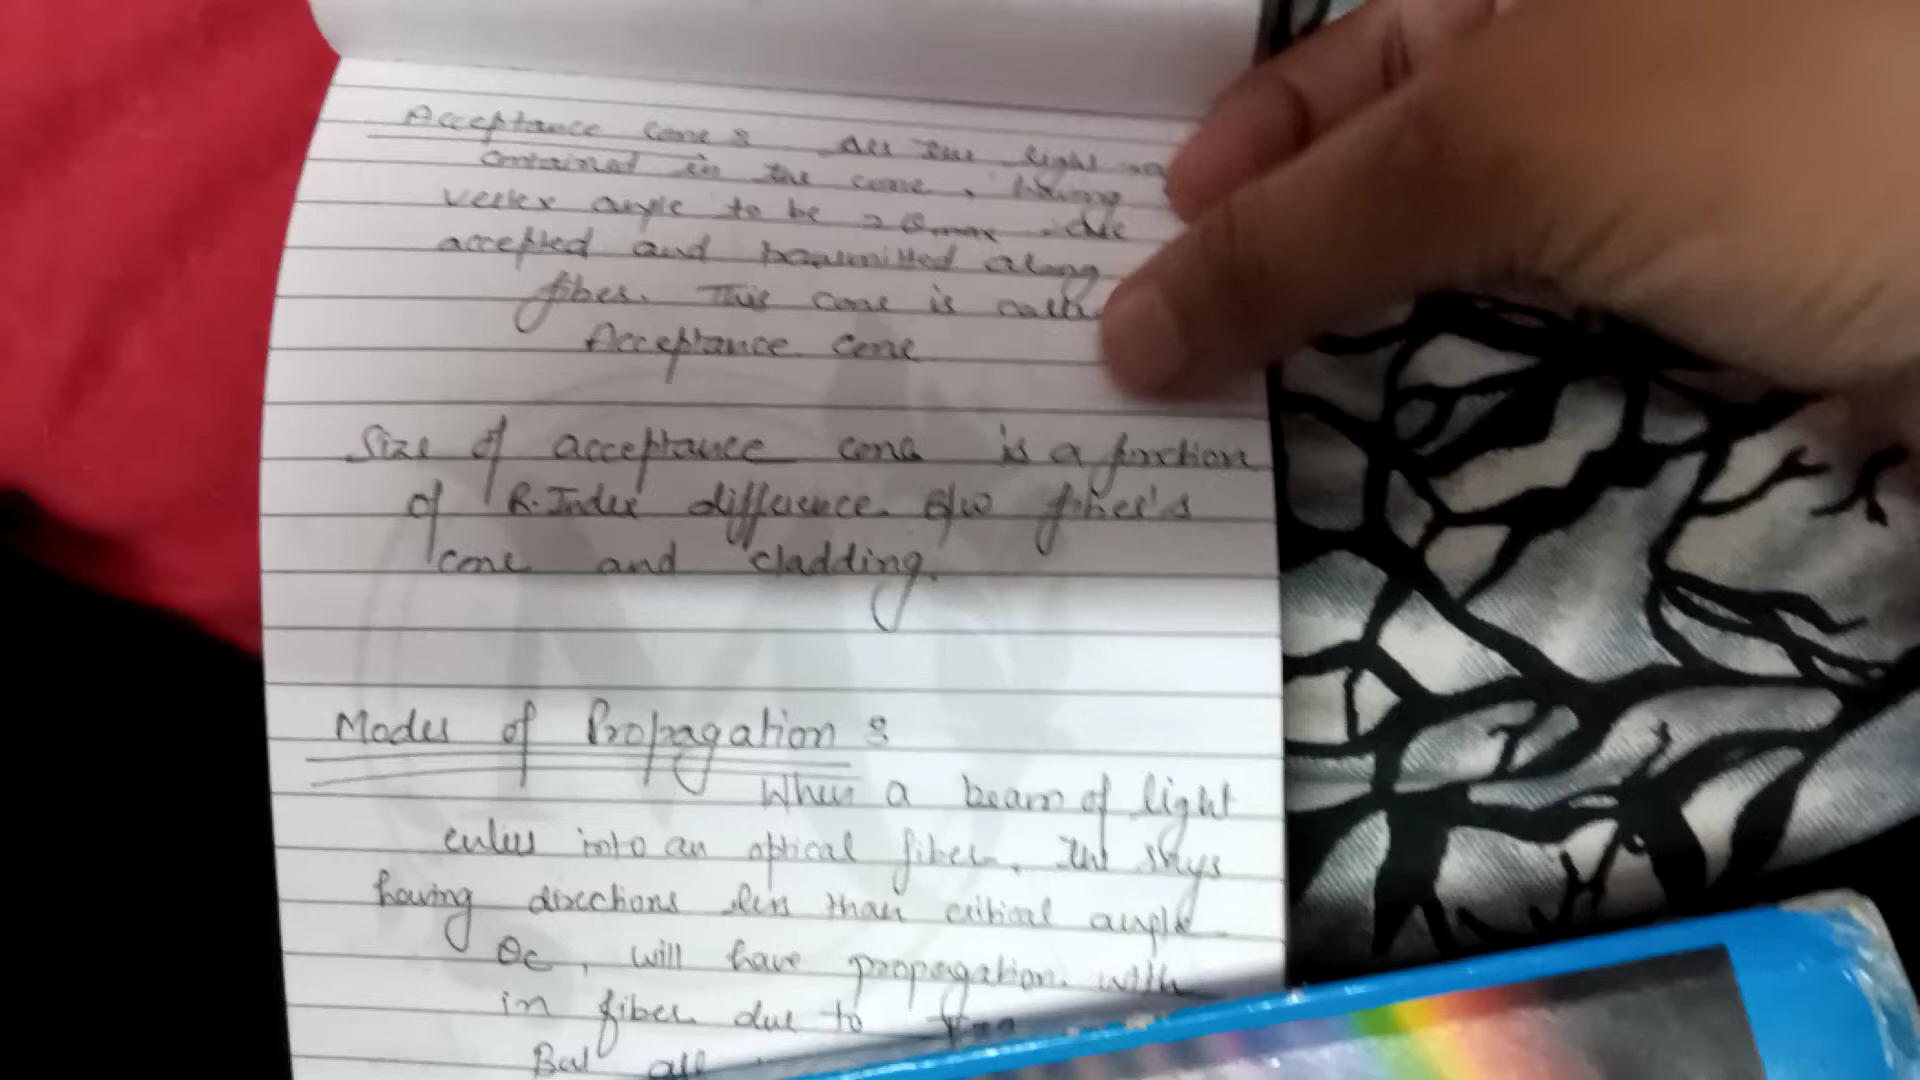 Acceptance Cone : All the light
contained in the cone, having
vertex angle to be 2θmax are
accepted and transmitted along
fiber. This cone is
Acceptance Cone
Size of acceptance cone is a function
of R.Index difference b/w fiber's
core and cladding.
Modes of Propagation :
When a beam of light
enters into an optical fiber, the rays
having directions less than critical angle
θc, will have propagation with
in fiber due to
But all